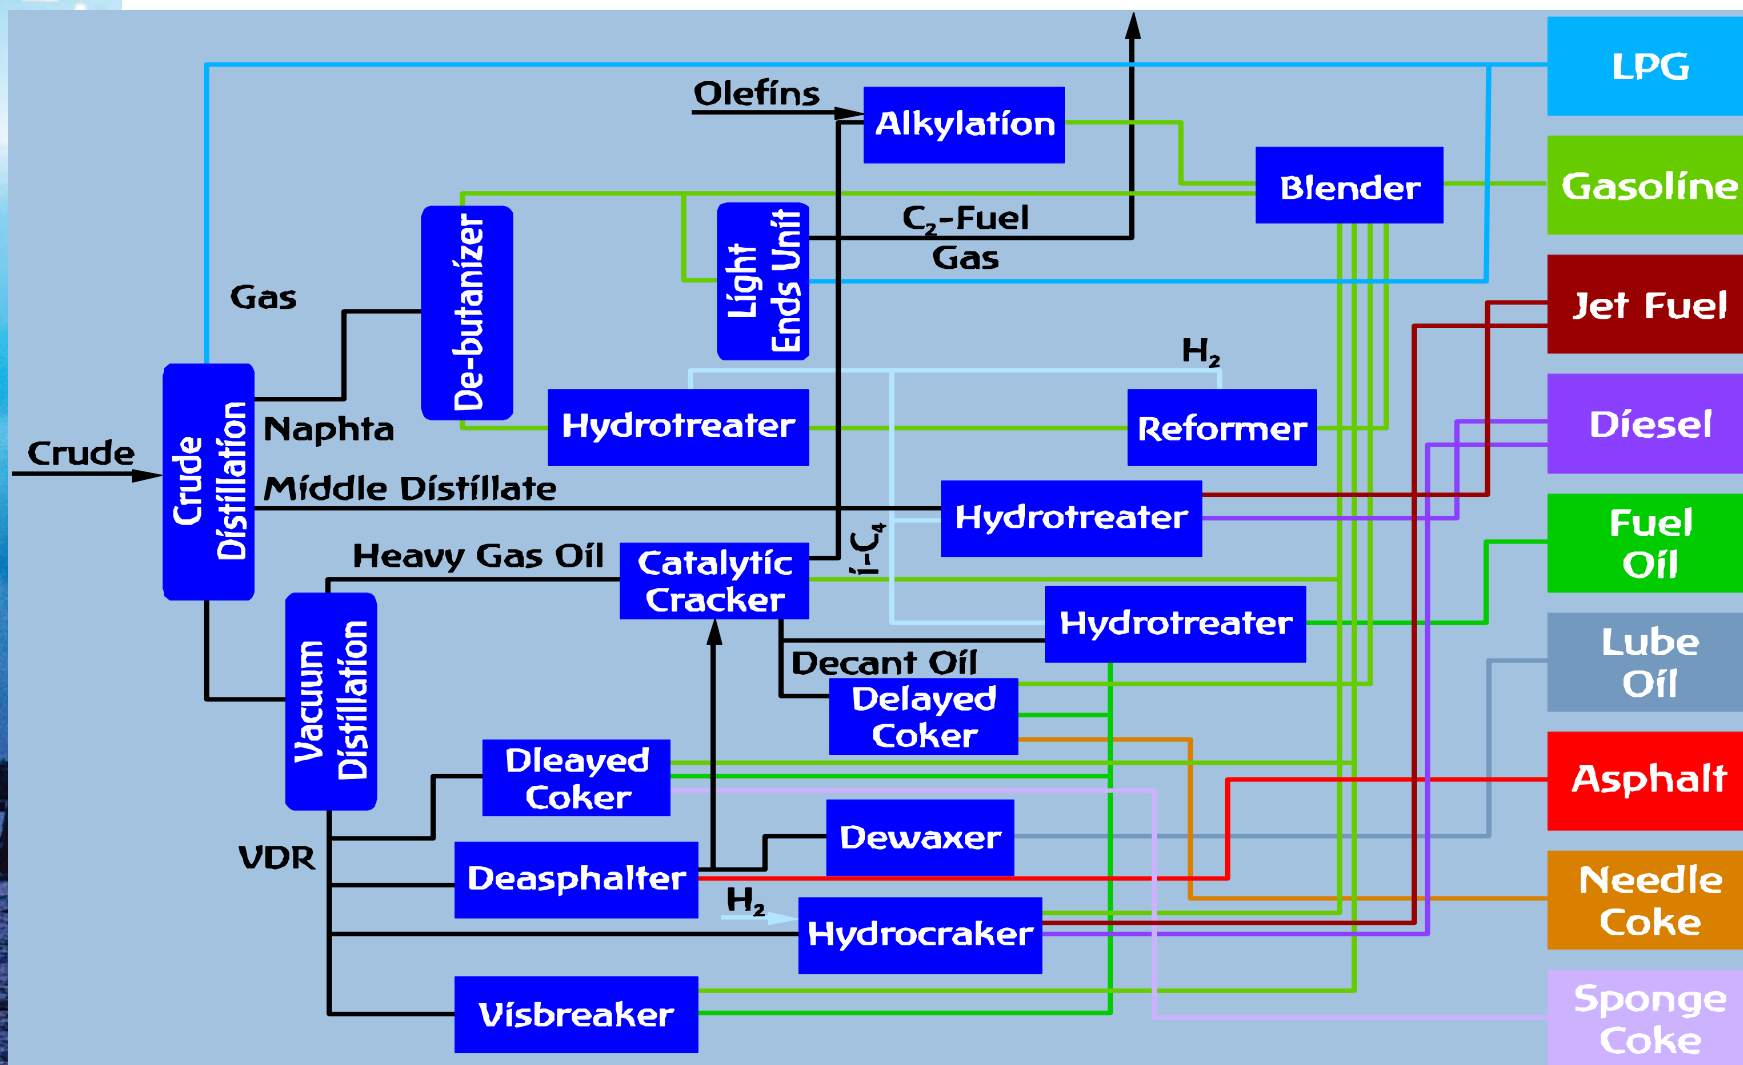 LPG
Olefins
Alkylation
Blender
Gasoline
C₂-Fuel
Gas
Light
Ends Unit
De-butanizer
Gas
Jet Fuel
H₂
Hydrotreater
Reformer
Naphta
Diesel
Crude
Crude
Distillation
Middle Distillate
Hydrotreater
Fuel
Oil
Heavy Gas Oil
Catalytic
Cracker
i-C₄
Hydrotreater
Lube
Oil
Decant Oil
Vacuum
Distillation
Delayed
Coker
Dleayed
Coker
Asphalt
Dewaxer
VDR
Deasphalter
Needle
Coke
H₂
Hydrocraker
Visbreaker
Sponge
Coke